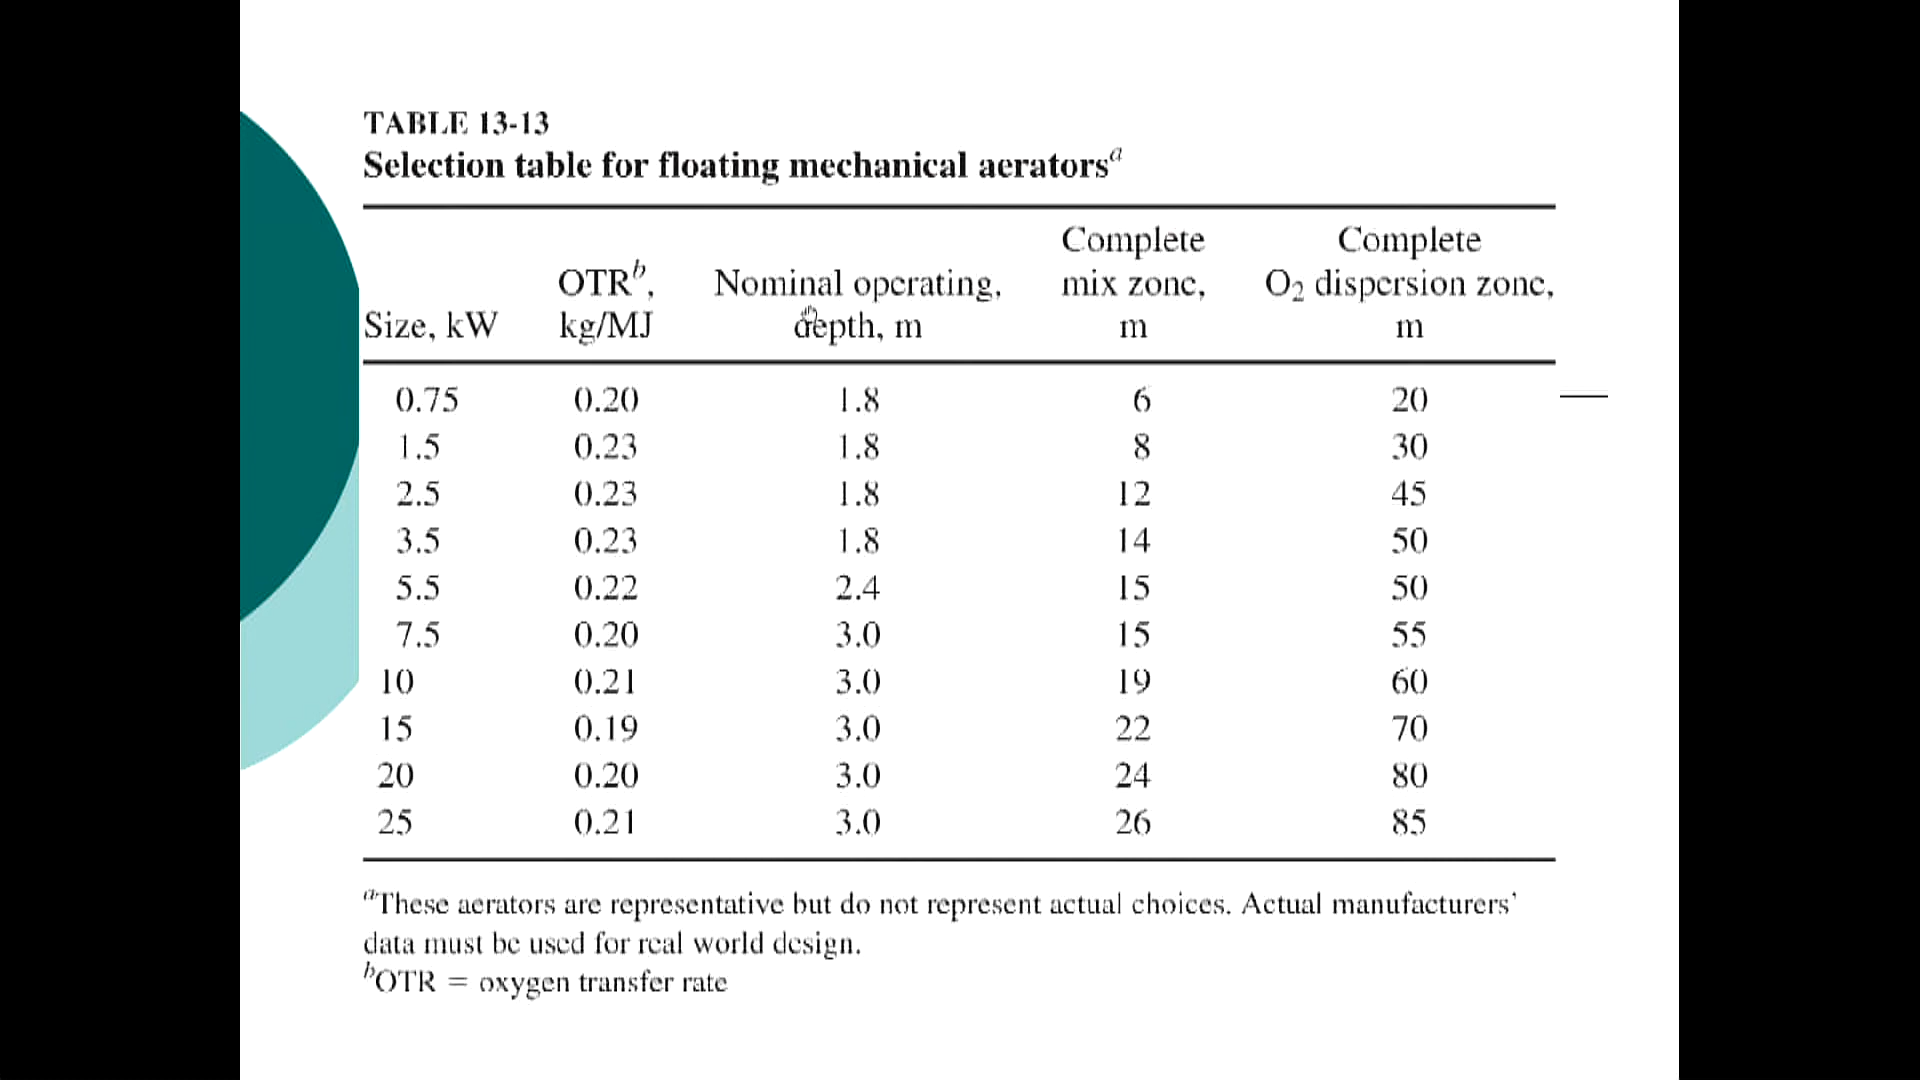 TABLE 13-13
Selection table for floating mechanical aerators^a
Complete Complete
OTR^b, Nominal operating, mix zone, O₂ dispersion zone,
Size, kW kg/MJ depth, m m m
0.75 0.20 1.8 6 20
1.5 0.23 1.8 8 30
2.5 0.23 1.8 12 45
3.5 0.23 1.8 14 50
5.5 0.22 2.4 15 50
7.5 0.20 3.0 15 55
10 0.21 3.0 19 60
15 0.19 3.0 22 70
20 0.20 3.0 24 80
25 0.21 3.0 26 85
^aThese aerators are representative but do not represent actual choices. Actual manufacturers'
data must be used for real world design.
^bOTR = oxygen transfer rate